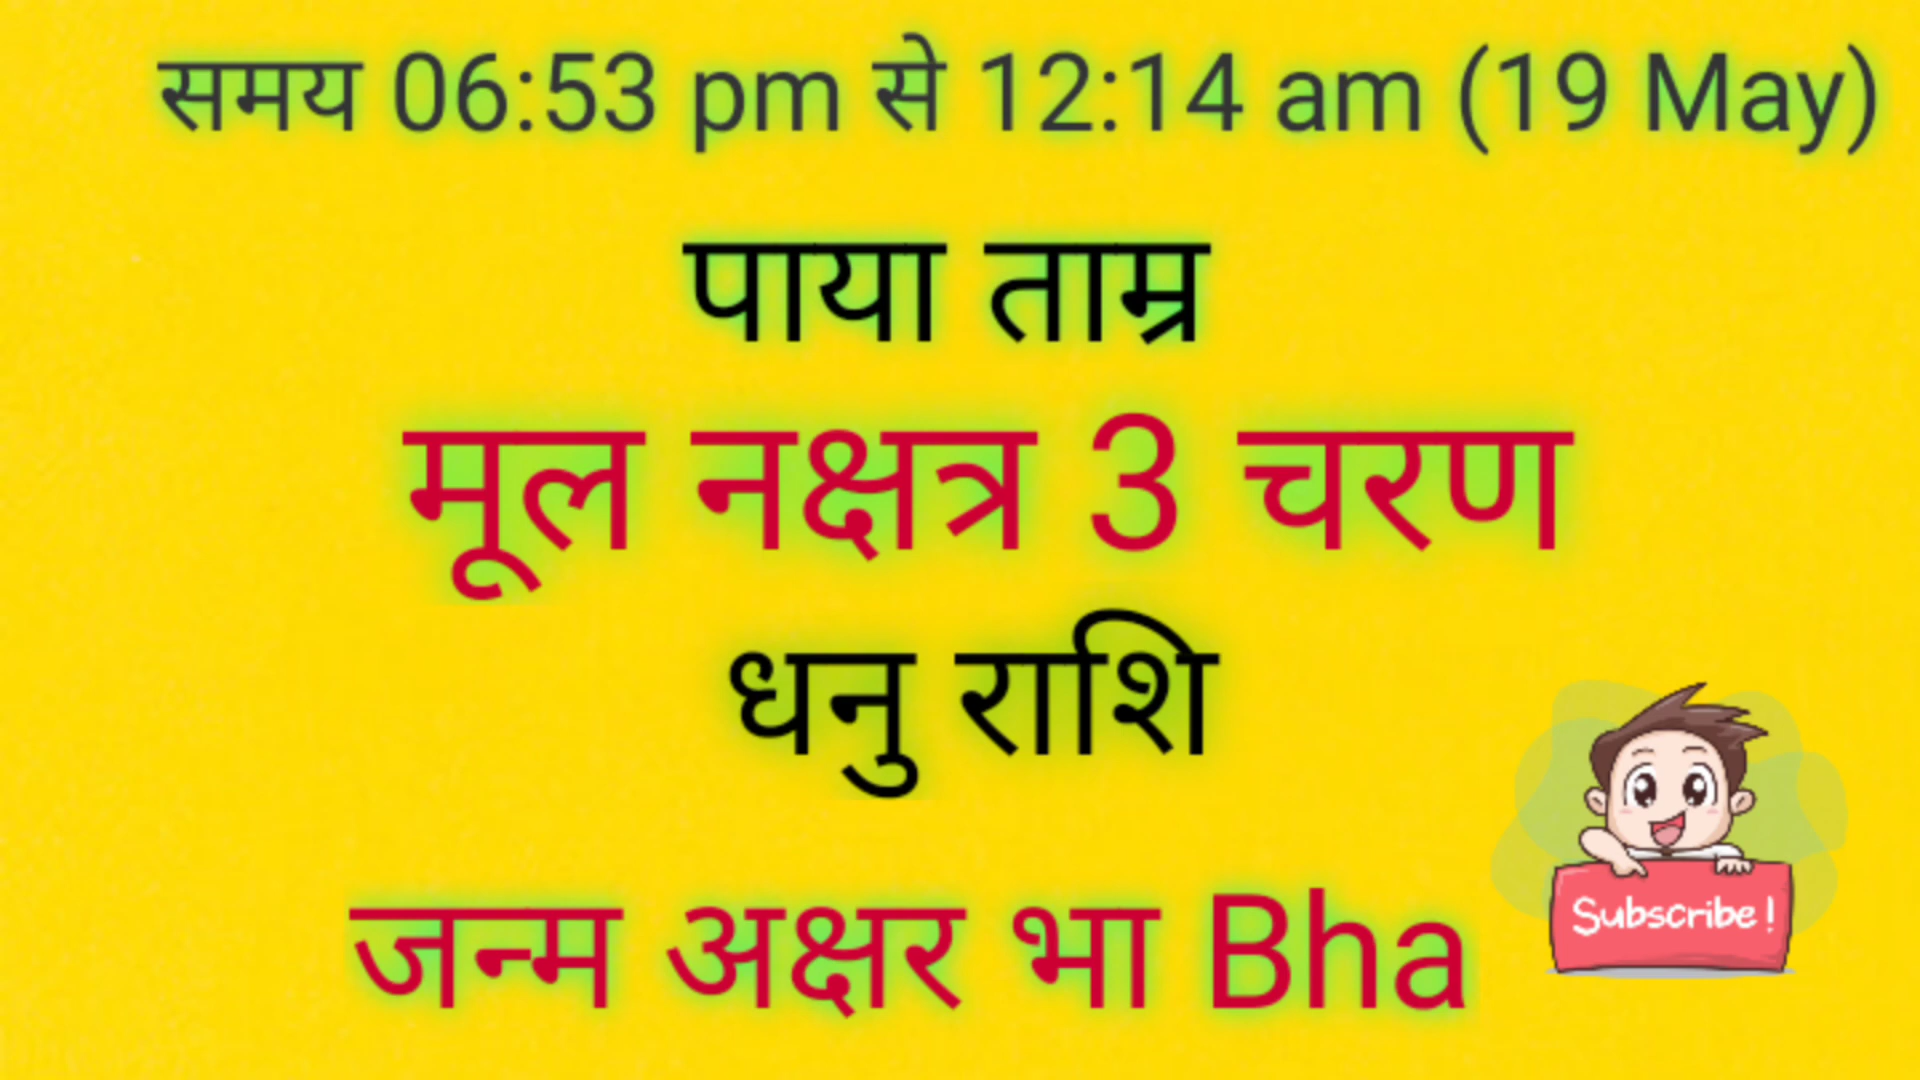 समय 06:53 pm से 12:14 am (19 May)
पाया ताम्र
मूल नक्षत्र 3 चरण
धनु राशि
जन्म अक्षर भा Bha
Subscribe!